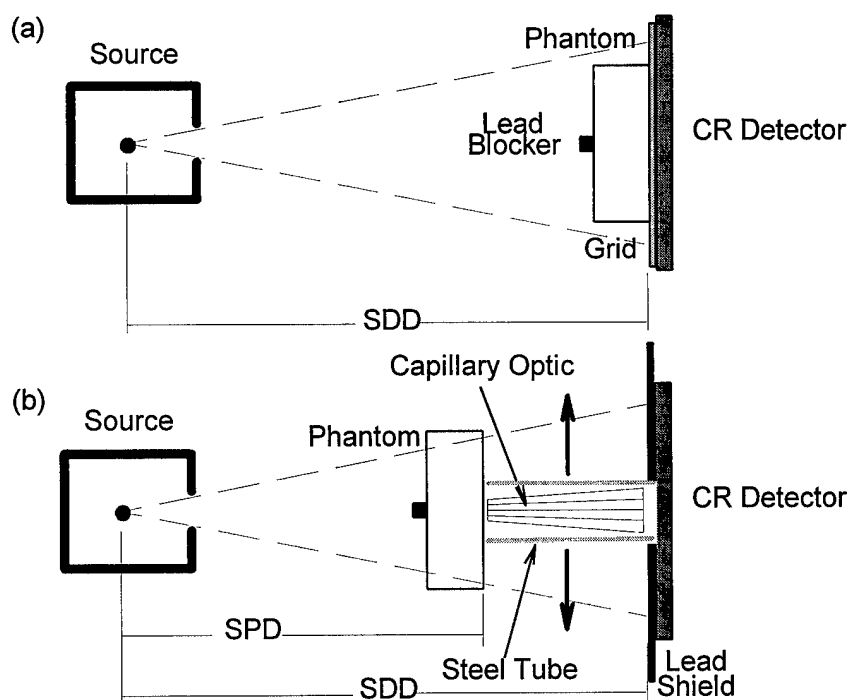 (a)
Source
Phantom
Lead
Blocker
CR Detector
Grid
SDD
Capillary Optic
(b)
Source
Phantom
CR Detector
SPD
Steel Tube
Lead
Shield
SDD